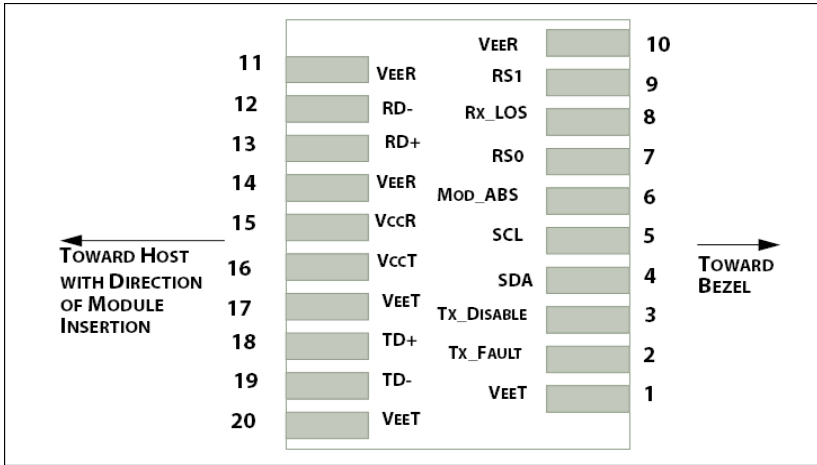 11 VEER
12 RD-
13 RD+
14 VEER
15 VCCR
16 VCCT
17 VEET
18 TD+
19 TD-
20 VEET
VEER 10
RS1 9
RX_LOS 8
RS0 7
MOD_ABS 6
SCL 5
SDA 4
TX_DISABLE 3
TX_FAULT 2
VEET 1
TOWARD HOST
WITH DIRECTION
OF MODULE
INSERTION
TOWARD
BEZEL